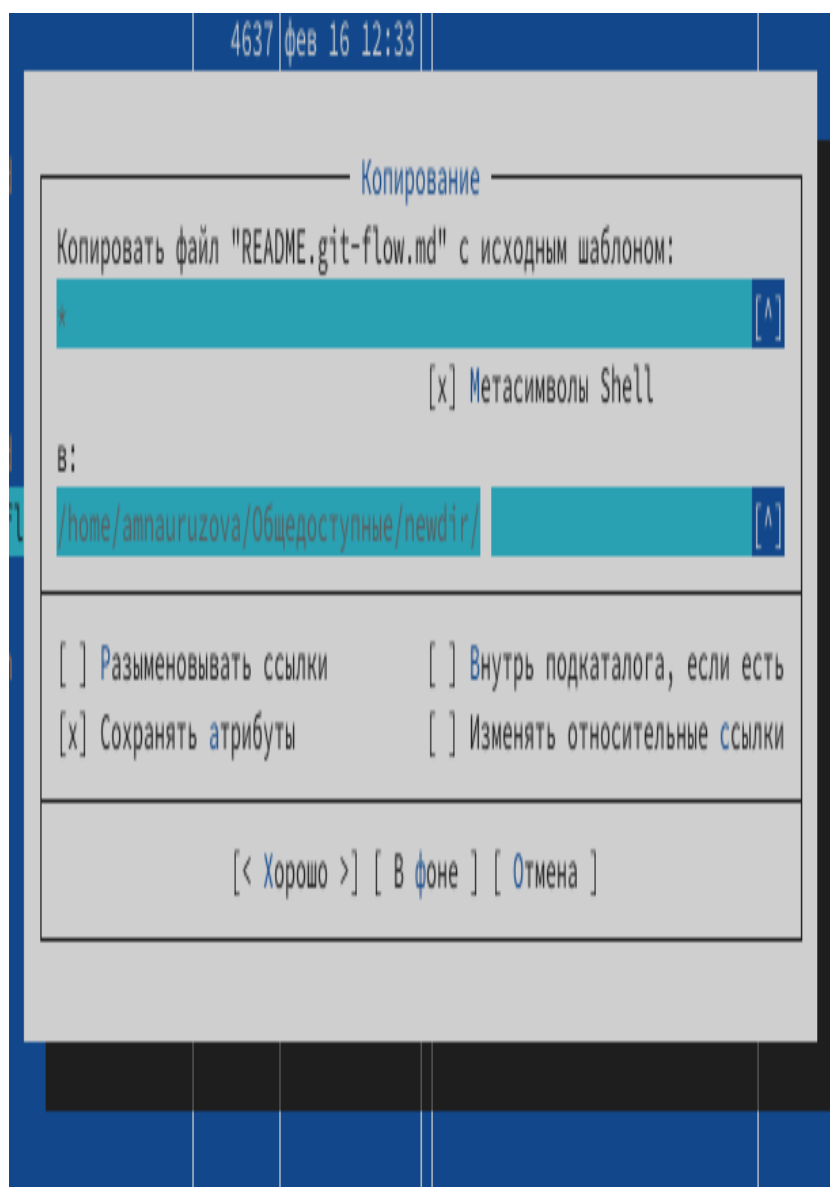 4637 фев 16 12:33
Копирование
Копировать файл "README.git-flow.md" с исходным шаблоном:
* [^]
[x] Метасимволы Shell
в:
/home/amnauruzova/Общедоступные/newdir/ [^]
[ ] Разыменовывать ссылки [ ] Внутрь подкаталога, если есть
[x] Сохранять атрибуты [ ] Изменять относительные ссылки
[< Хорошо >] [ В фоне ] [ Отмена ]